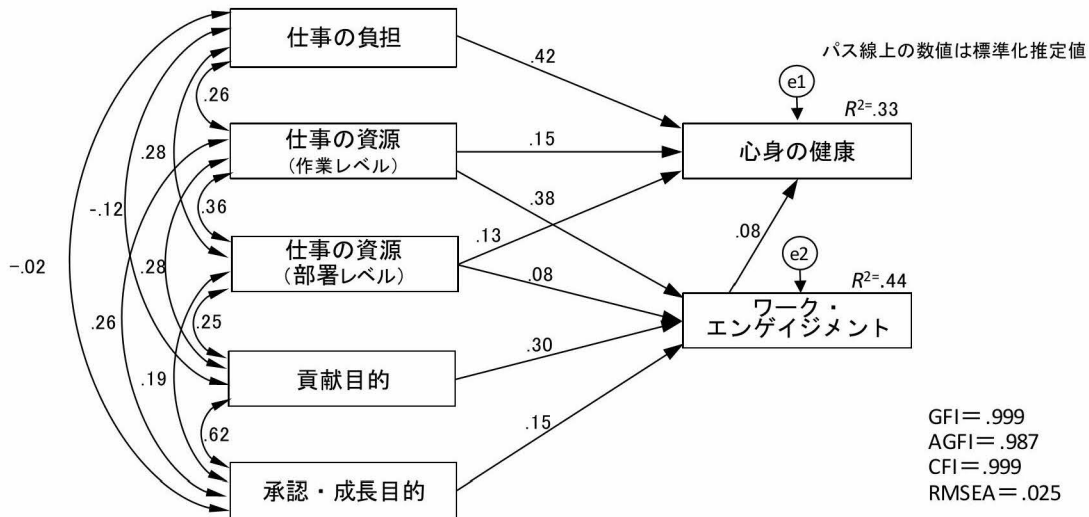 仕事の負担
.42
パス線上の数値は標準化推定値
e1
R²=.33
.26
仕事の資源
(作業レベル)
.15
心身の健康
.28
.38
-.12
.36
.13
.08
仕事の資源
(部署レベル)
e2
-.02
.28
.08
R²=.44
ワーク・
エンゲイジメント
.26
.25
.30
.19
貢献目的
.62
.15
承認・成長目的
GFI=.999
AGFI=.987
CFI=.999
RMSEA=.025